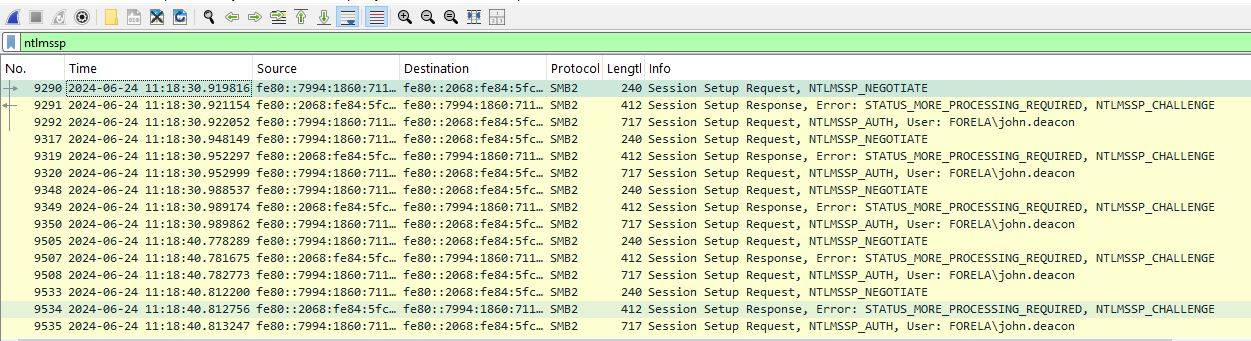 ntlmssp
No. Time Source Destination Protocol Lengtl Info
9290 2024-06-24 11:18:30.919816 fe80::7994:1860:711… fe80::2068:fe84:5fc… SMB2 240 Session Setup Request, NTLMSSP_NEGOTIATE
9291 2024-06-24 11:18:30.921154 fe80::2068:fe84:5fc… fe80::7994:1860:711… SMB2 412 Session Setup Response, Error: STATUS_MORE_PROCESSING_REQUIRED, NTLMSSP_CHALLENGE
9292 2024-06-24 11:18:30.922052 fe80::7994:1860:711… fe80::2068:fe84:5fc… SMB2 717 Session Setup Request, NTLMSSP_AUTH, User: FORELA\john.deacon
9317 2024-06-24 11:18:30.948149 fe80::7994:1860:711… fe80::2068:fe84:5fc… SMB2 240 Session Setup Request, NTLMSSP_NEGOTIATE
9319 2024-06-24 11:18:30.952297 fe80::2068:fe84:5fc… fe80::7994:1860:711… SMB2 412 Session Setup Response, Error: STATUS_MORE_PROCESSING_REQUIRED, NTLMSSP_CHALLENGE
9320 2024-06-24 11:18:30.952999 fe80::7994:1860:711… fe80::2068:fe84:5fc… SMB2 717 Session Setup Request, NTLMSSP_AUTH, User: FORELA\john.deacon
9348 2024-06-24 11:18:30.988537 fe80::7994:1860:711… fe80::2068:fe84:5fc… SMB2 240 Session Setup Request, NTLMSSP_NEGOTIATE
9349 2024-06-24 11:18:30.989174 fe80::2068:fe84:5fc… fe80::7994:1860:711… SMB2 412 Session Setup Response, Error: STATUS_MORE_PROCESSING_REQUIRED, NTLMSSP_CHALLENGE
9350 2024-06-24 11:18:30.989862 fe80::7994:1860:711… fe80::2068:fe84:5fc… SMB2 717 Session Setup Request, NTLMSSP_AUTH, User: FORELA\john.deacon
9505 2024-06-24 11:18:40.778289 fe80::7994:1860:711… fe80::2068:fe84:5fc… SMB2 240 Session Setup Request, NTLMSSP_NEGOTIATE
9507 2024-06-24 11:18:40.781675 fe80::2068:fe84:5fc… fe80::7994:1860:711… SMB2 412 Session Setup Response, Error: STATUS_MORE_PROCESSING_REQUIRED, NTLMSSP_CHALLENGE
9508 2024-06-24 11:18:40.782773 fe80::7994:1860:711… fe80::2068:fe84:5fc… SMB2 717 Session Setup Request, NTLMSSP_AUTH, User: FORELA\john.deacon
9533 2024-06-24 11:18:40.812200 fe80::7994:1860:711… fe80::2068:fe84:5fc… SMB2 240 Session Setup Request, NTLMSSP_NEGOTIATE
9534 2024-06-24 11:18:40.812756 fe80::2068:fe84:5fc… fe80::7994:1860:711… SMB2 412 Session Setup Response, Error: STATUS_MORE_PROCESSING_REQUIRED, NTLMSSP_CHALLENGE
9535 2024-06-24 11:18:40.813247 fe80::7994:1860:711… fe80::2068:fe84:5fc… SMB2 717 Session Setup Request, NTLMSSP_AUTH, User: FORELA\john.deacon